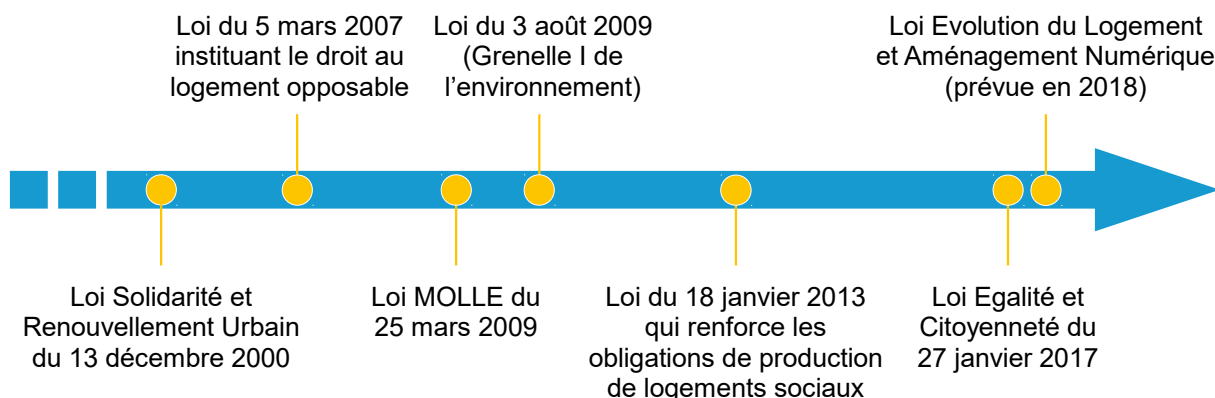 Loi du 5 mars 2007
instituant le droit au
logement opposable
Loi du 3 août 2009
(Grenelle I de
l’environnement)
Loi Evolution du Logement
et Aménagement Numérique
(prévue en 2018)
Loi Solidarité et
Renouvellement Urbain
du 13 décembre 2000
Loi MOLLE du
25 mars 2009
Loi du 18 janvier 2013
qui renforce les
obligations de production
de logements sociaux
Loi Egalité et
Citoyenneté du
27 janvier 2017